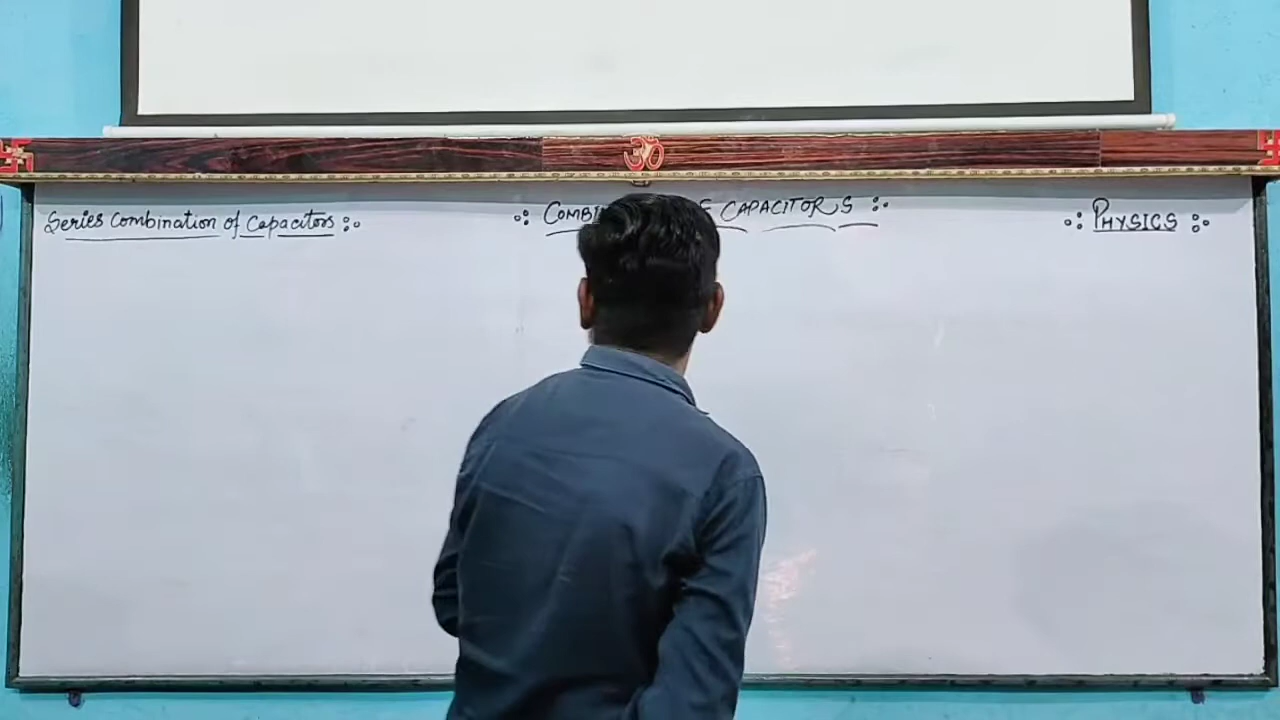 ॐ
Series Combination of Capacitors
COMBI F CAPACITORS
PHYSICS